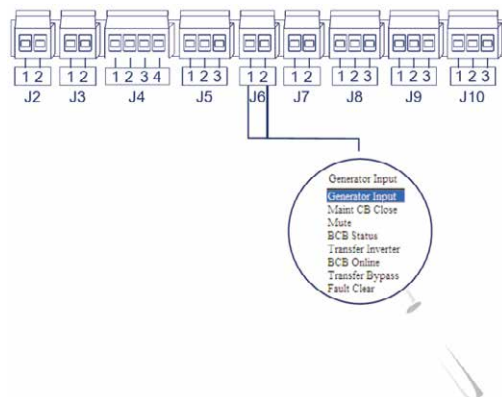 1 2 1 2 1 2 3 4 1 2 3 1 2 1 2 1 2 3 1 2 3 1 2 3
J2 J3 J4 J5 J6 J7 J8 J9 J10
Generator Input
Generator Input
Maint CB Close
Mute
BCB Status
Transfer Inverter
BCB Online
Transfer Bypass
Fault Clear